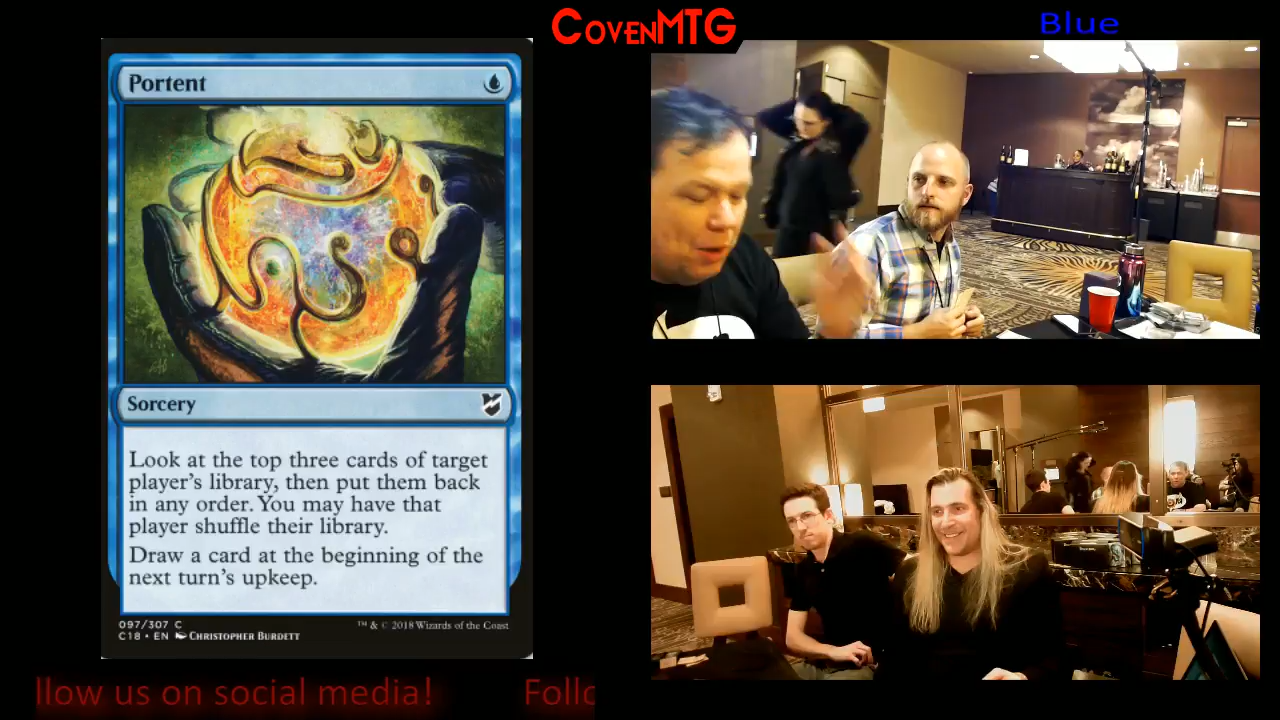 COVENMTG
Blue
Portent
Sorcery
Look at the top three cards of target
player's library, then put them back
in any order. You may have that
player shuffle their library.
Draw a card at the beginning of the
next turn's upkeep.
097/307 C
C18 • EN CHRISTOPHER BURDETT
™ & © 2018 Wizards of the Coast
llow us on social media! Follo